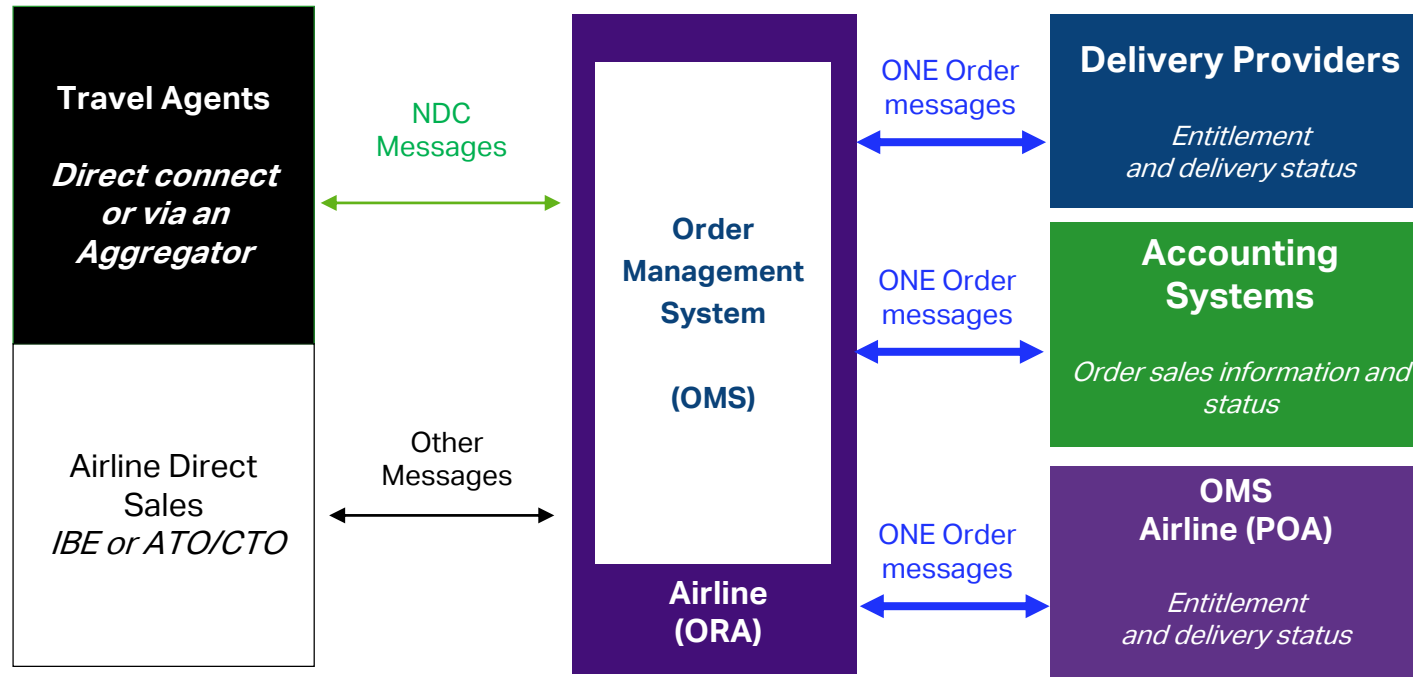 Travel Agents
Direct connect
or via an
Aggregator
Airline Direct
Sales
IBE or ATO/CTO
NDC
Messages
Other
Messages
Order
Management
System
(OMS)
Airline
(ORA)
ONE Order
messages
ONE Order
messages
ONE Order
messages
Delivery Providers
Entitlement
and delivery status
Accounting
Systems
Order sales information and
status
OMS
Airline (POA)
Entitlement
and delivery status